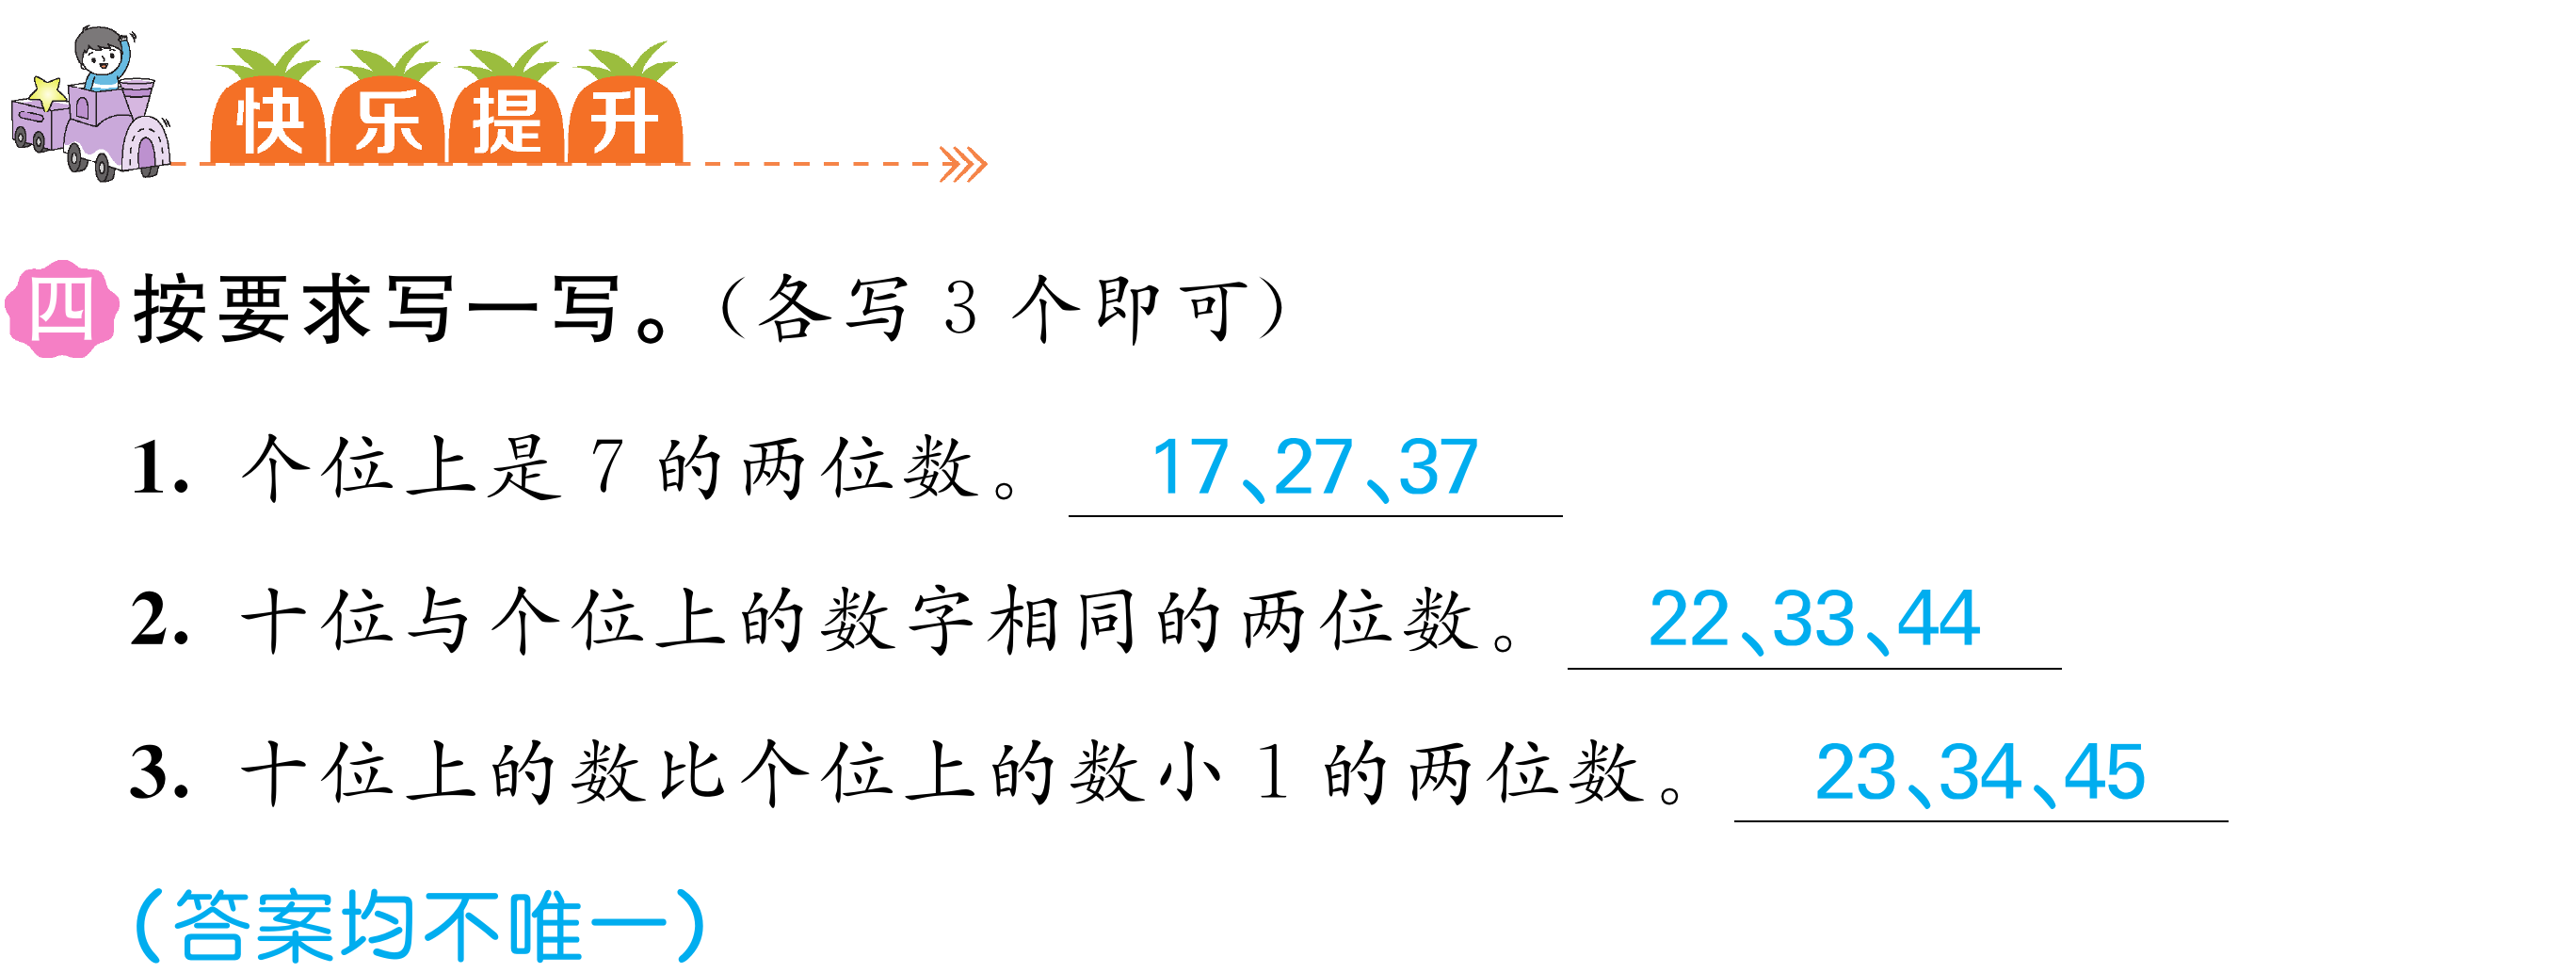 快乐提升
四 按要求写一写。(各写 3 个即可)
1. 个位上是 7 的两位数。 17、27、37
2. 十位与个位上的数字相同的两位数。 22、33、44
3. 十位上的数比个位上的数小 1 的两位数。 23、34、45
(答案均不唯一)